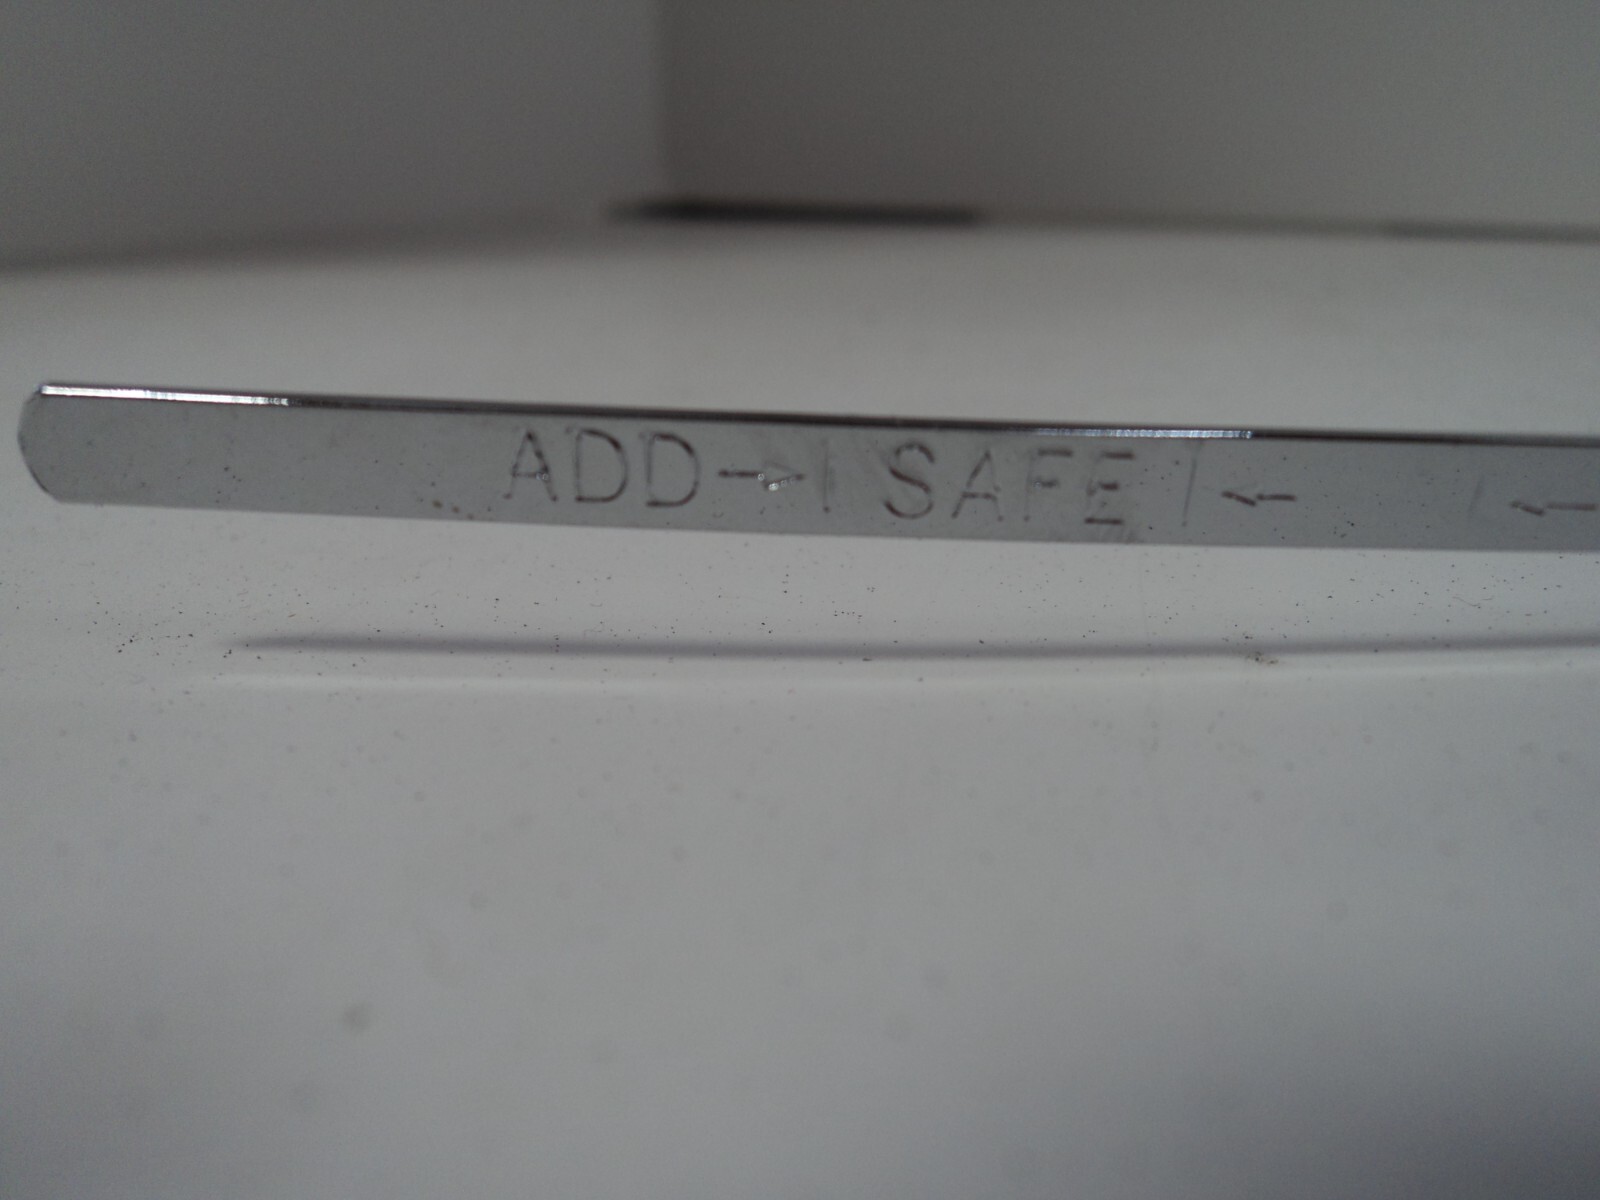 ADD→| SAFE |← |←